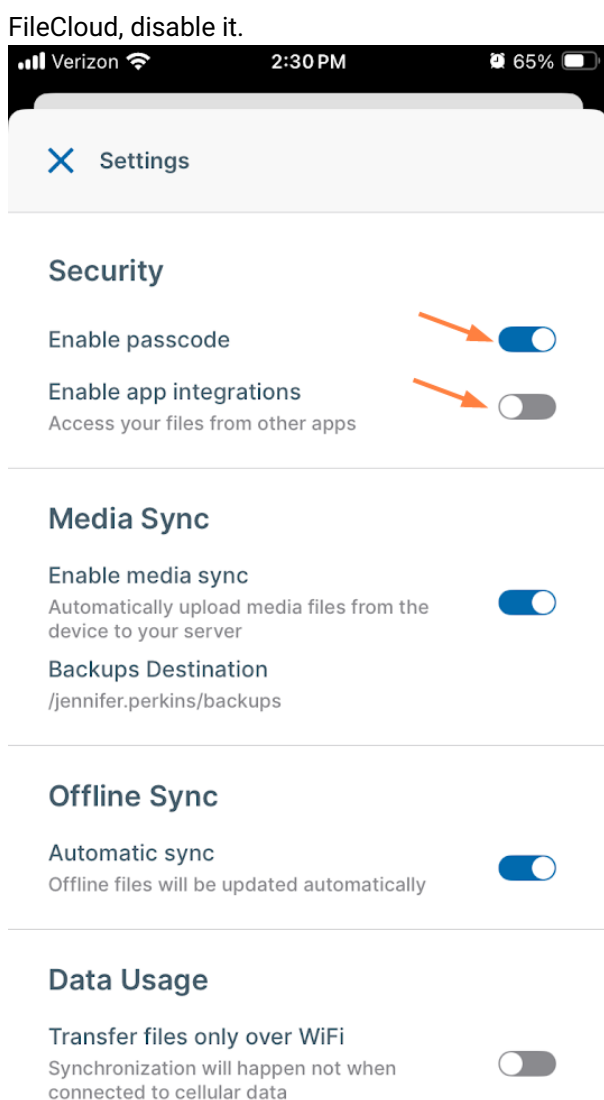 FileCloud, disable it.
Verizon 2:30 PM 65%
Settings
Security
Enable passcode
Enable app integrations
Access your files from other apps
Media Sync
Enable media sync
Automatically upload media files from the
device to your server
Backups Destination
/jennifer.perkins/backups
Offline Sync
Automatic sync
Offline files will be updated automatically
Data Usage
Transfer files only over WiFi
Synchronization will happen not when
connected to cellular data